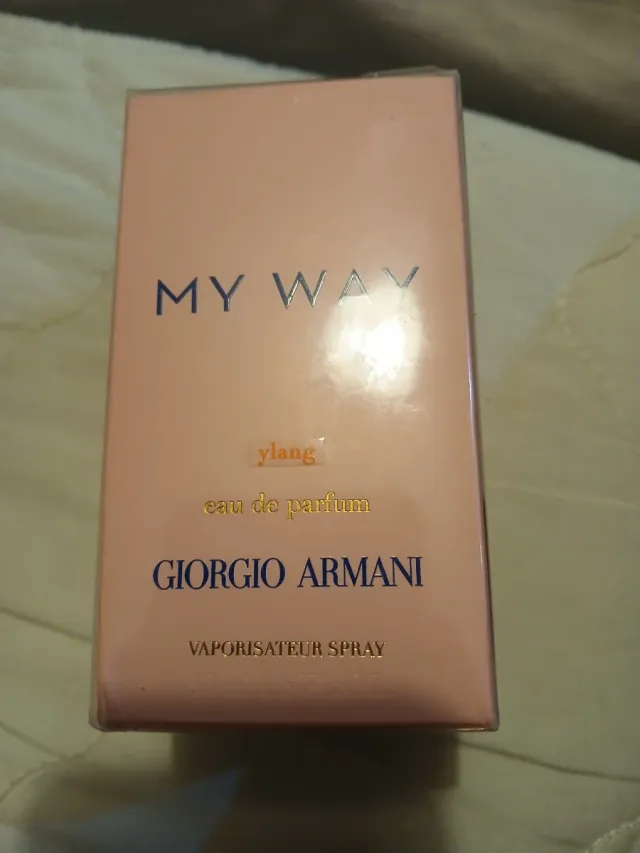 MY WAY
ylang
eau de parfum
GIORGIO ARMANI
VAPORISATEUR SPRAY